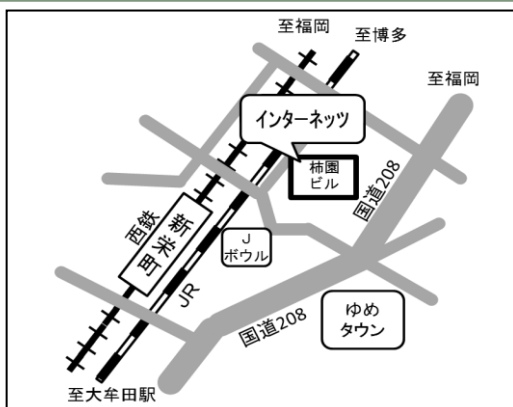 至福岡
至博多
至福岡
インターネッツ
柿園
ビル
国道208
西鉄
新栄町
J
ボウル
JR
ゆめ
タウン
国道208
至大牟田駅